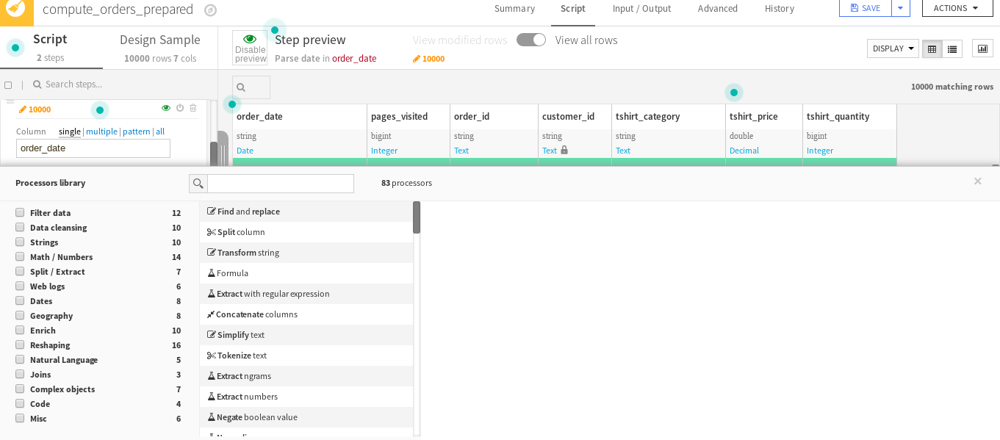 compute_orders_prepared
Summary Script Input / Output Advanced History
SAVE
ACTIONS
Script
2 steps
Design Sample
10000 rows 7 cols
Disable preview
Step preview
Parse date in order_date
View modified rows
View all rows
10000
DISPLAY
Search steps...
10000 matching rows
10000
Column single | multiple | pattern | all
order_date
order_date pages_visited order_id customer_id tshirt_category tshirt_price tshirt_quantity
string bigint string string string double bigint
Date Integer Text Text Text Decimal Integer
Processors library
83 processors
×
Filter data 12
Data cleansing 10
Strings 10
Math / Numbers 14
Split / Extract 7
Web logs 6
Dates 8
Geography 8
Enrich 10
Reshaping 16
Natural Language 5
Joins 3
Complex objects 7
Code 4
Misc 6
Find and replace
Split column
Transform string
Formula
Extract with regular expression
Concatenate columns
Simplify text
Tokenize text
Extract ngrams
Extract numbers
Negate boolean value